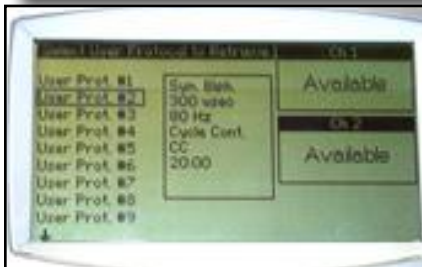 Select User Protocol to Retrieve
User Prot. #1
User Prot. #2
User Prot. #3
User Prot. #4
User Prot. #5
User Prot. #6
User Prot. #7
User Prot. #8
User Prot. #9
Sym. Biph.
300 usec
80 Hz
Cycle Cont.
CC
20:00
Ch 1
Available
Ch 2
Available